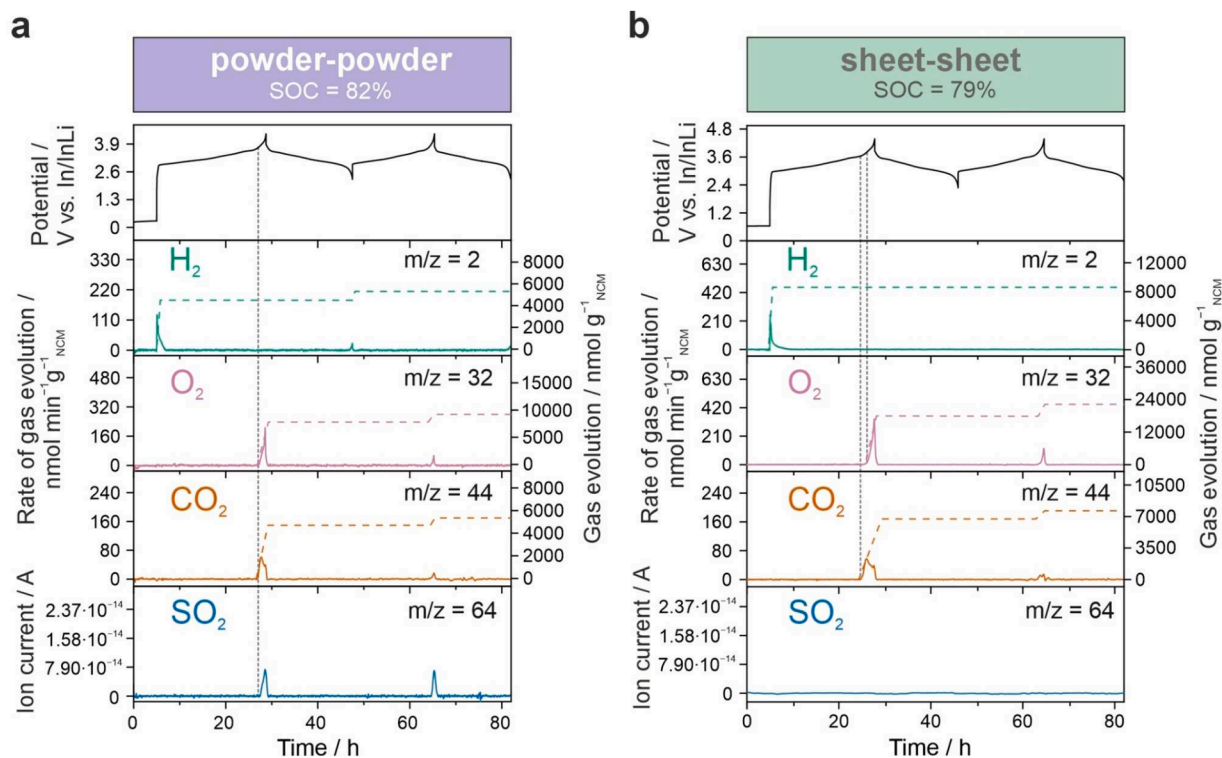 a
powder-powder
SOC = 82%
Potential /
V vs. In/InLi
3.9
2.6
1.3
0
H2
m/z = 2
330
220
110
0
8000
6000
4000
2000
0
O2
m/z = 32
480
320
160
0
15000
10000
5000
0
CO2
m/z = 44
240
160
80
0
8000
6000
4000
2000
0
Rate of gas evolution /
nmol min−1g−1NCM
Gas evolution / nmol g−1NCM
SO2
m/z = 64
Ion current / A
2.37·10−14
1.58·10−14
7.90·10−14
0
0
20
40
60
80
Time / h
b
sheet-sheet
SOC = 79%
Potential /
V vs. In/InLi
4.8
3.6
2.4
1.2
0
H2
m/z = 2
630
420
210
0
12000
8000
4000
0
O2
m/z = 32
630
420
210
0
36000
24000
12000
0
CO2
m/z = 44
240
160
80
0
10500
7000
3500
0
Rate of gas evolution /
nmol min−1g−1NCM
Gas evolution / nmol g−1NCM
SO2
m/z = 64
Ion current / A
2.37·10−14
1.58·10−14
7.90·10−14
0
0
20
40
60
80
Time / h